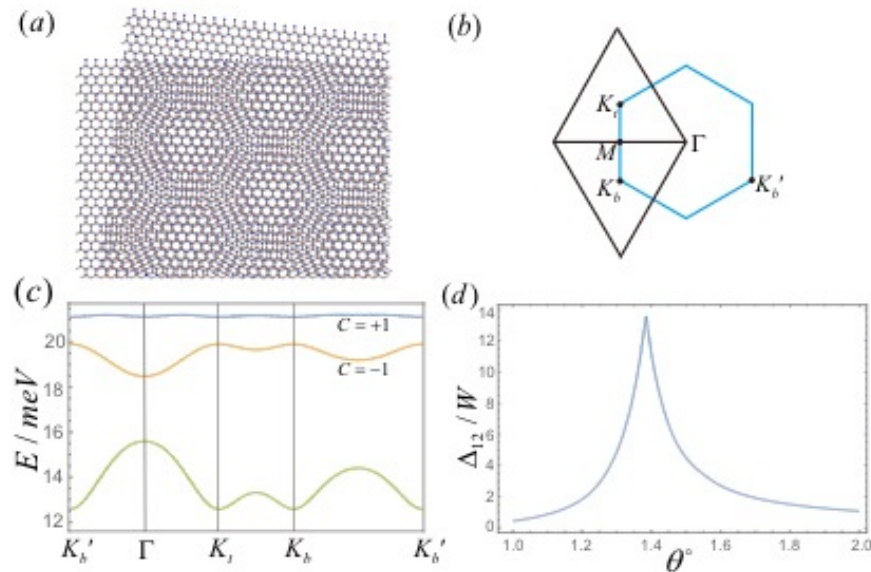 (a)
(b)
K_t
M
Γ
K_b
K_b'
(c)
C = +1
C = −1
E / meV
20
18
16
14
12
K_b'
Γ
K_t
K_b
K_b'
(d)
Δ_12 / W
14
12
10
8
6
4
2
0
1.0
1.2
1.4
1.6
1.8
2.0
θ°